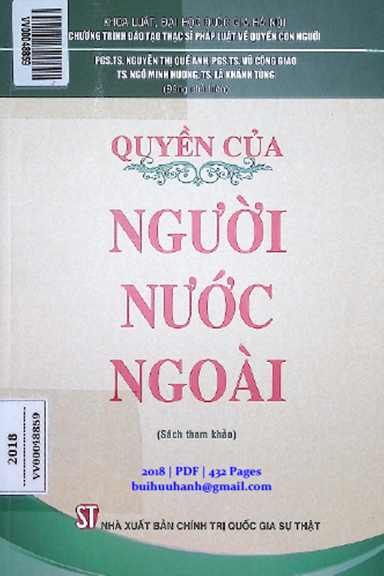 VV00048859
KHOA LUẬT, ĐẠI HỌC QUỐC GIA HÀ NỘI
CHƯƠNG TRÌNH ĐÀO TẠO THẠC SĨ PHÁP LUẬT VỀ QUYỀN CON NGƯỜI
PGS.TS. NGUYỄN THỊ QUẾ ANH, PGS.TS. VŨ CÔNG GIAO
TS. NGÔ MINH HƯƠNG, TS. LÃ KHÁNH TÙNG
(Đồng chủ biên)
QUYỀN CỦA
NGƯỜI
NƯỚC
NGOÀI
(Sách tham khảo)
2018
VV00048859
2018 | PDF | 432 Pages
buihuuhanh@gmail.com
ST NHÀ XUẤT BẢN CHÍNH TRỊ QUỐC GIA SỰ THẬT